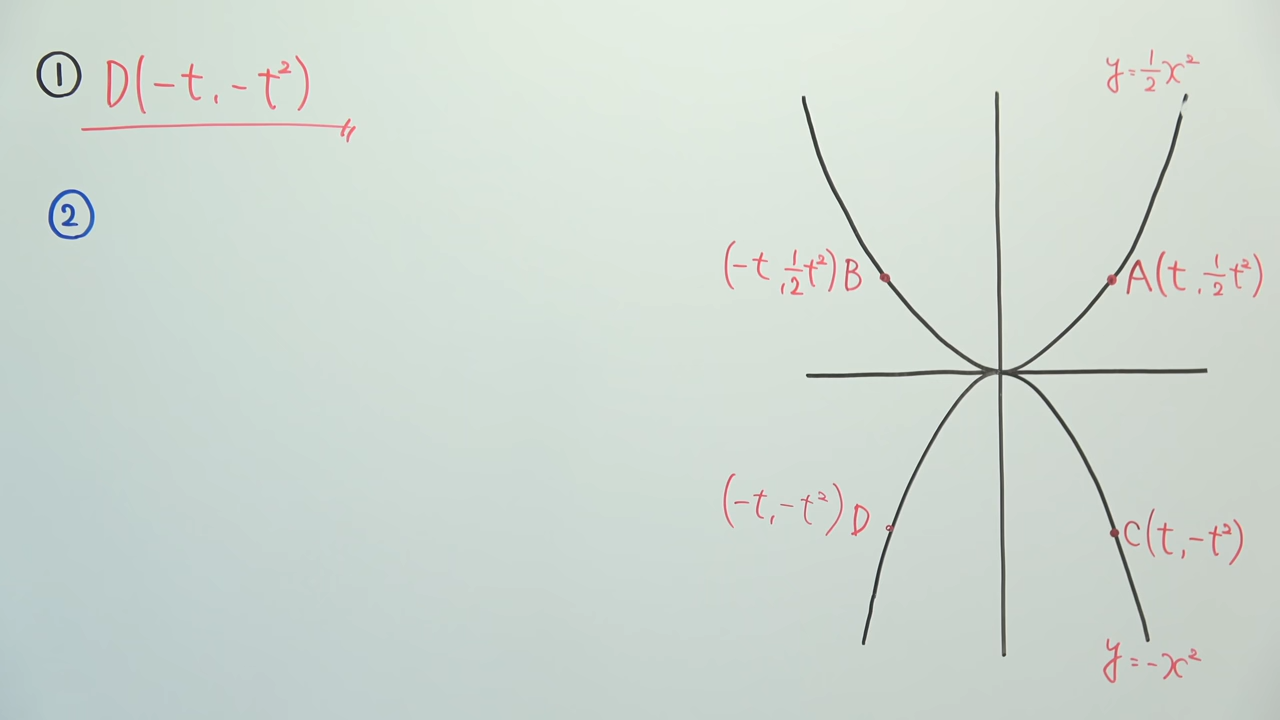 ① D(-t, -t²)
②
y=1/2x²
(-t, 1/2t²)B
A(t, 1/2t²)
(-t, -t²)D
C(t, -t²)
y=-x²